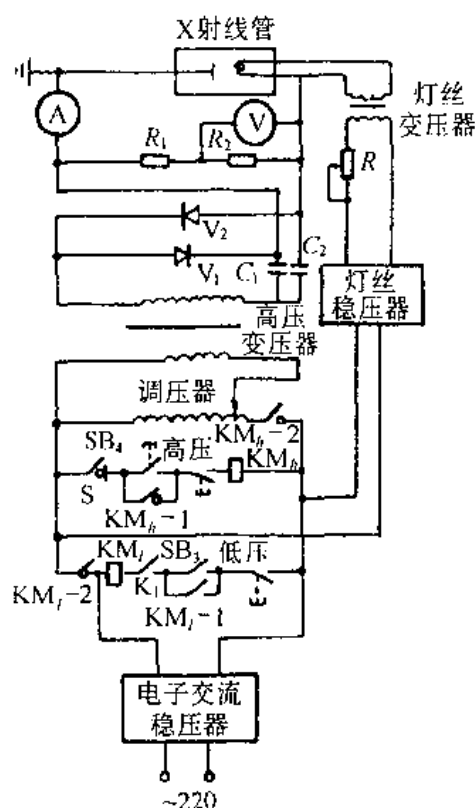 X射线管
灯丝
变压器
A
V
R₁
R₂
R
V₂
V₁
C₁
C₂
灯丝
稳压器
高压
变压器
调压器
KMₕ-2
SB₄
高压
KMₕ
S
KMₕ-1
KMₗ
SB₃
低压
KMₗ-2
K₁
KMₗ-1
电子交流
稳压器
~220